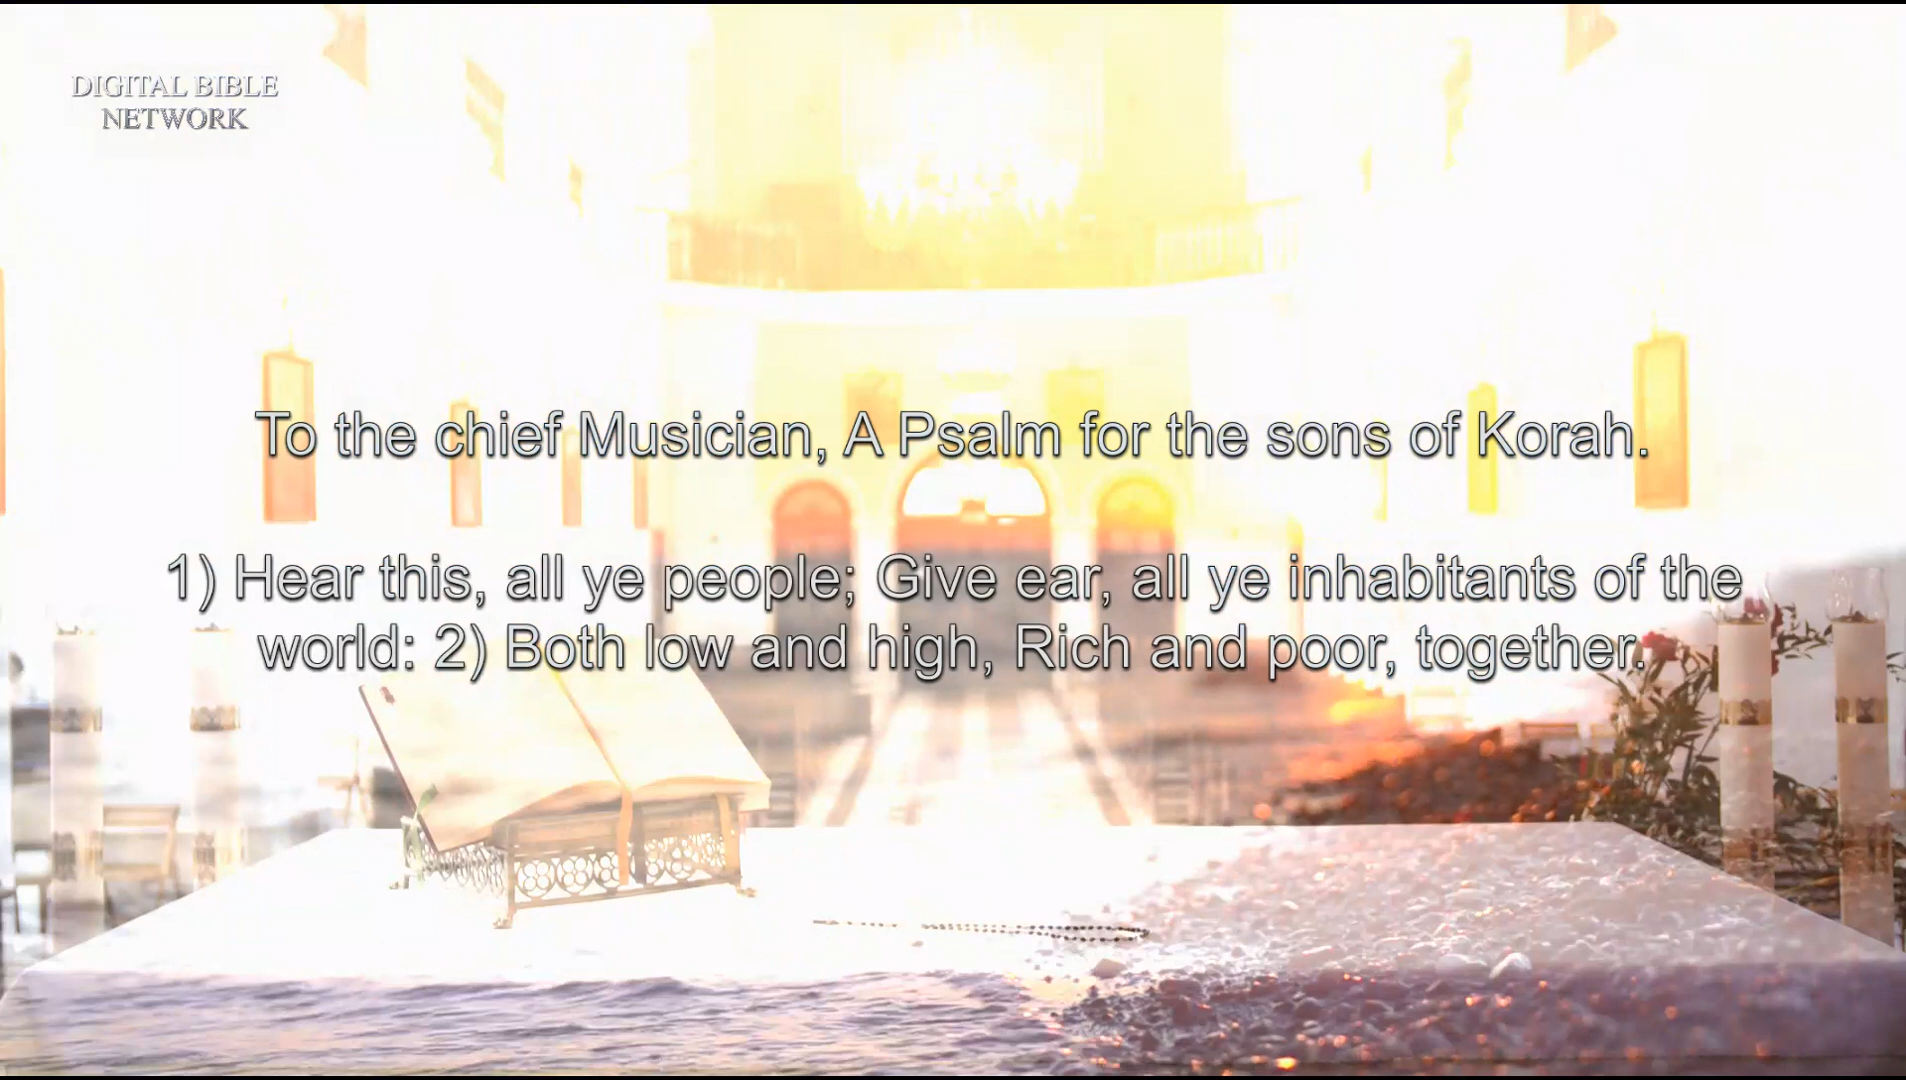 DIGITAL BIBLE
NETWORK
To the chief Musician, A Psalm for the sons of Korah.
1) Hear this, all ye people; Give ear, all ye inhabitants of the
world: 2) Both low and high, Rich and poor, together.